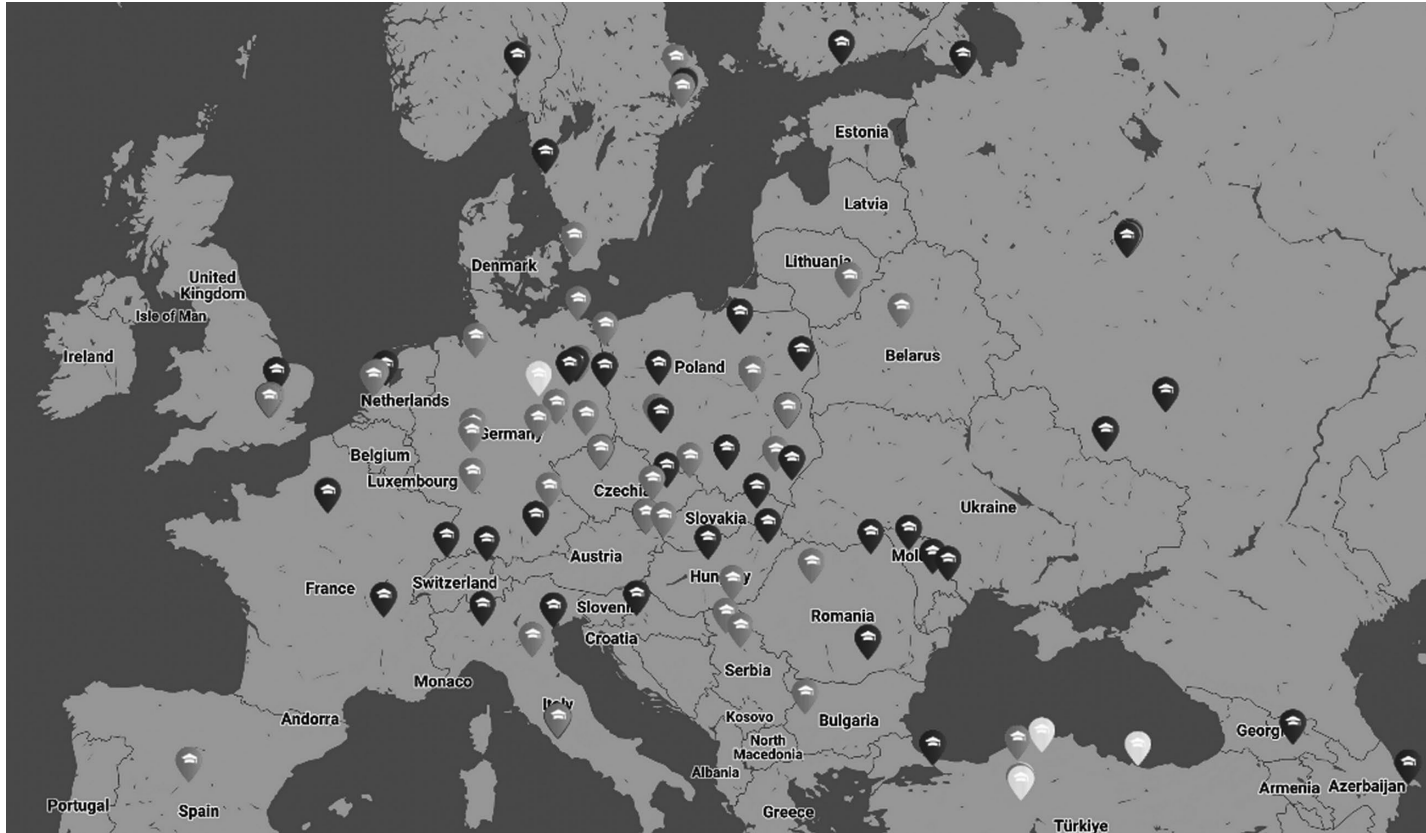 Estonia
Latvia
Lithuania
Denmark
United
Kingdom
Isle of Man
Ireland
Belarus
Poland
Netherlands
Germany
Belgium
Luxembourg
Czechia
Ukraine
Slovakia
Austria
Hungary
Switzerland
France
Slovenia
Romania
Croatia
Serbia
Monaco
Italy
Andorra
Kosovo
Bulgaria
Georgia
North
Macedonia
Albania
Armenia
Azerbaijan
Portugal
Spain
Greece
Türkiye